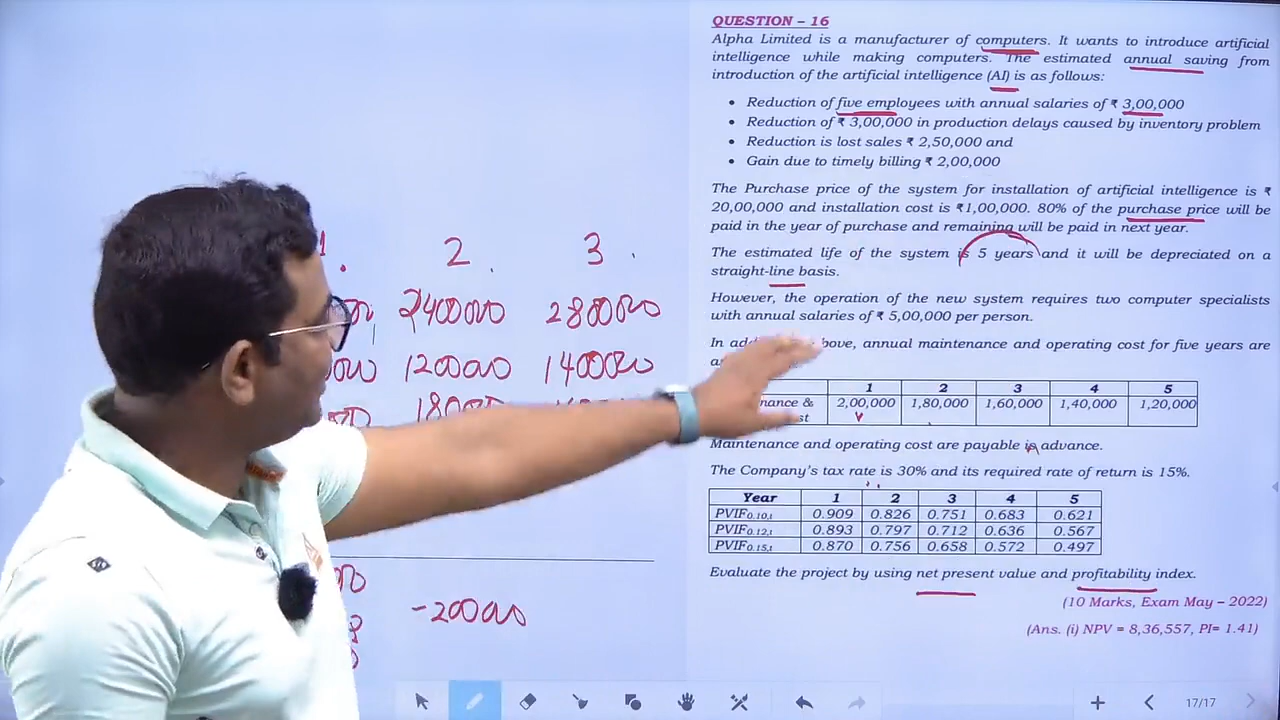 QUESTION – 16
Alpha Limited is a manufacturer of computers. It wants to introduce artificial
intelligence while making computers. The estimated annual saving from
introduction of the artificial intelligence (AI) is as follows:
• Reduction of five employees with annual salaries of ₹ 3,00,000
• Reduction of ₹ 3,00,000 in production delays caused by inventory problem
• Reduction is lost sales ₹ 2,50,000 and
• Gain due to timely billing ₹ 2,00,000
The Purchase price of the system for installation of artificial intelligence is ₹
20,00,000 and installation cost is ₹1,00,000. 80% of the purchase price will be
paid in the year of purchase and remaining will be paid in next year.
The estimated life of the system is 5 years and it will be depreciated on a
straight-line basis.
However, the operation of the new system requires two computer specialists
with annual salaries of ₹ 5,00,000 per person.
In bove, annual maintenance and operating cost for five years are
1 2 3 4 5
nance & 2,00,000 1,80,000 1,60,000 1,40,000 1,20,000
st
Maintenance and operating cost are payable in advance.
The Company's tax rate is 30% and its required rate of return is 15%.
Year 1 2 3 4 5
PVIF0.10,t 0.909 0.826 0.751 0.683 0.621
PVIF0.12,t 0.893 0.797 0.712 0.636 0.567
PVIF0.15,t 0.870 0.756 0.658 0.572 0.497
Evaluate the project by using net present value and profitability index.
(10 Marks, Exam May – 2022)
(Ans. (i) NPV = 8,36,557, PI= 1.41)
1. 2. 3.
2400000 2800000
1200000 1400000
-200000
17/17